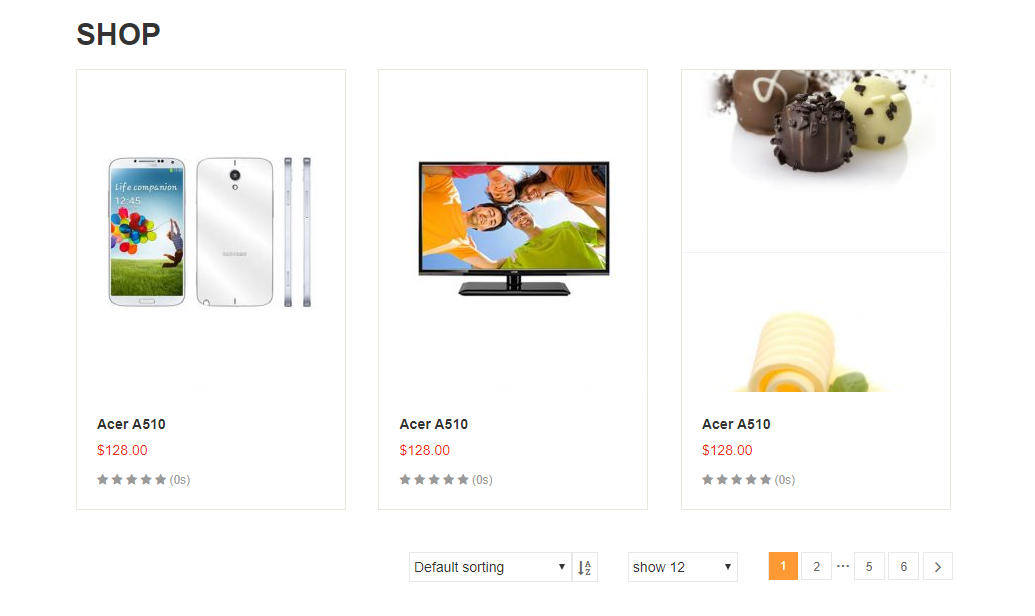 SHOP
Life companion
12:45
SAMSUNG
Acer A510
$128.00
(0s)
Acer A510
$128.00
(0s)
Acer A510
$128.00
(0s)
Default sorting
A
Z
show 12
1 2 ··· 5 6